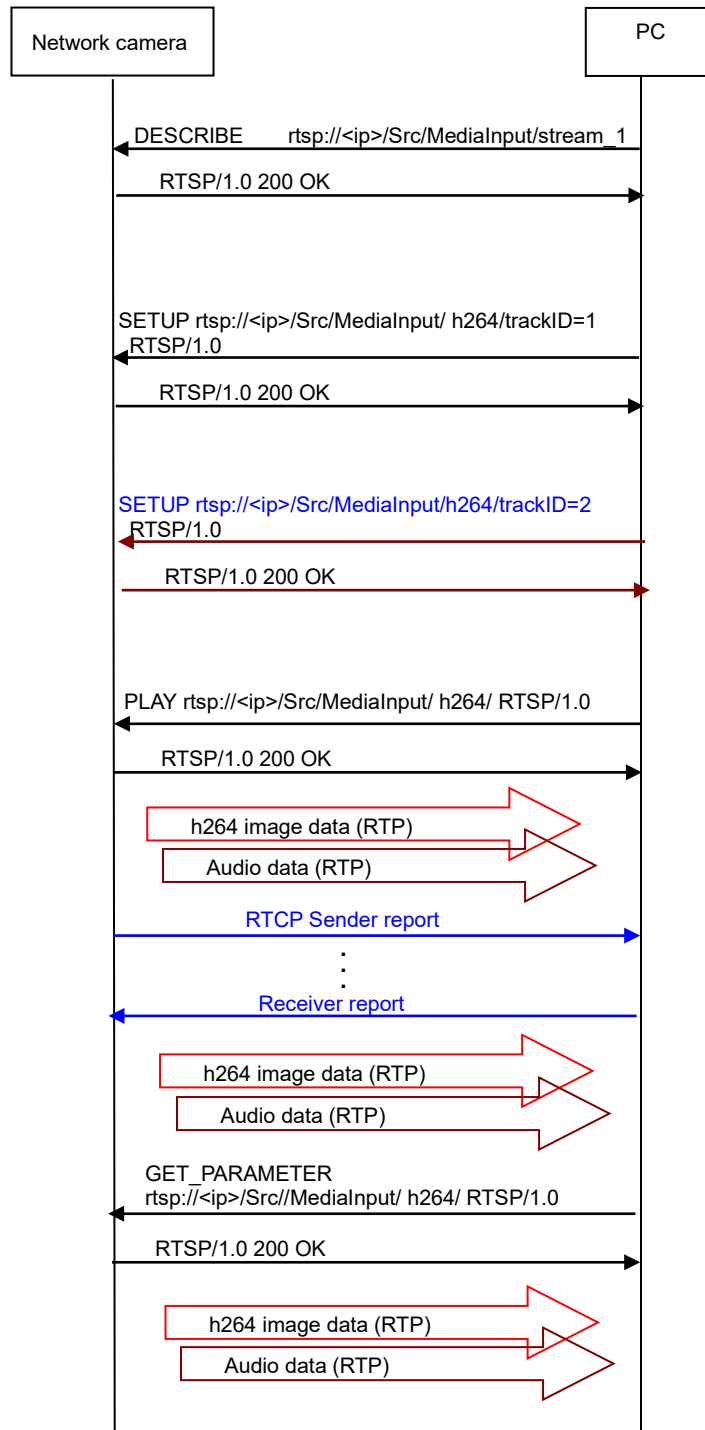 Network camera
PC
DESCRIBE rtsp://<ip>/Src/MediaInput/stream_1
RTSP/1.0 200 OK
SETUP rtsp://<ip>/Src/MediaInput/ h264/trackID=1
RTSP/1.0
RTSP/1.0 200 OK
SETUP rtsp://<ip>/Src/MediaInput/h264/trackID=2
RTSP/1.0
RTSP/1.0 200 OK
PLAY rtsp://<ip>/Src/MediaInput/ h264/ RTSP/1.0
RTSP/1.0 200 OK
h264 image data (RTP)
Audio data (RTP)
RTCP Sender report
.
.
.
Receiver report
h264 image data (RTP)
Audio data (RTP)
GET_PARAMETER
rtsp://<ip>/Src//MediaInput/ h264/ RTSP/1.0
RTSP/1.0 200 OK
h264 image data (RTP)
Audio data (RTP)